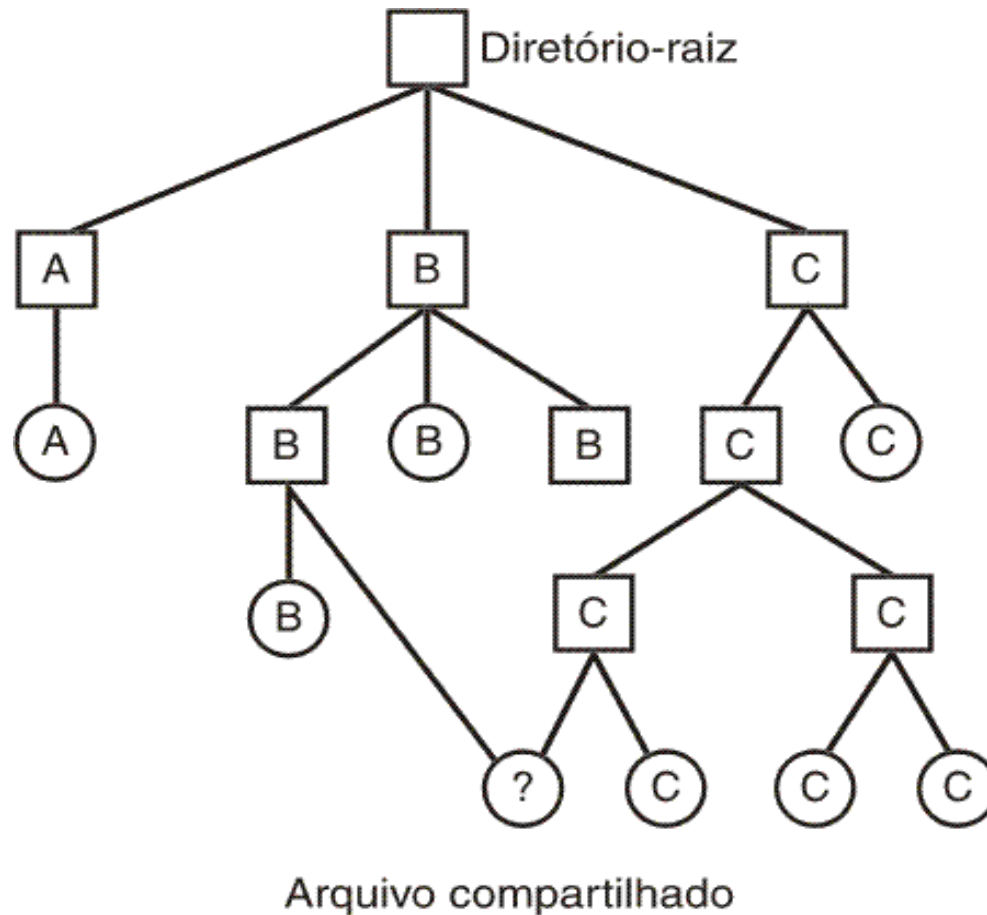 Diretório-raiz
A B C
A B B B C C
B C C
? C C C
Arquivo compartilhado